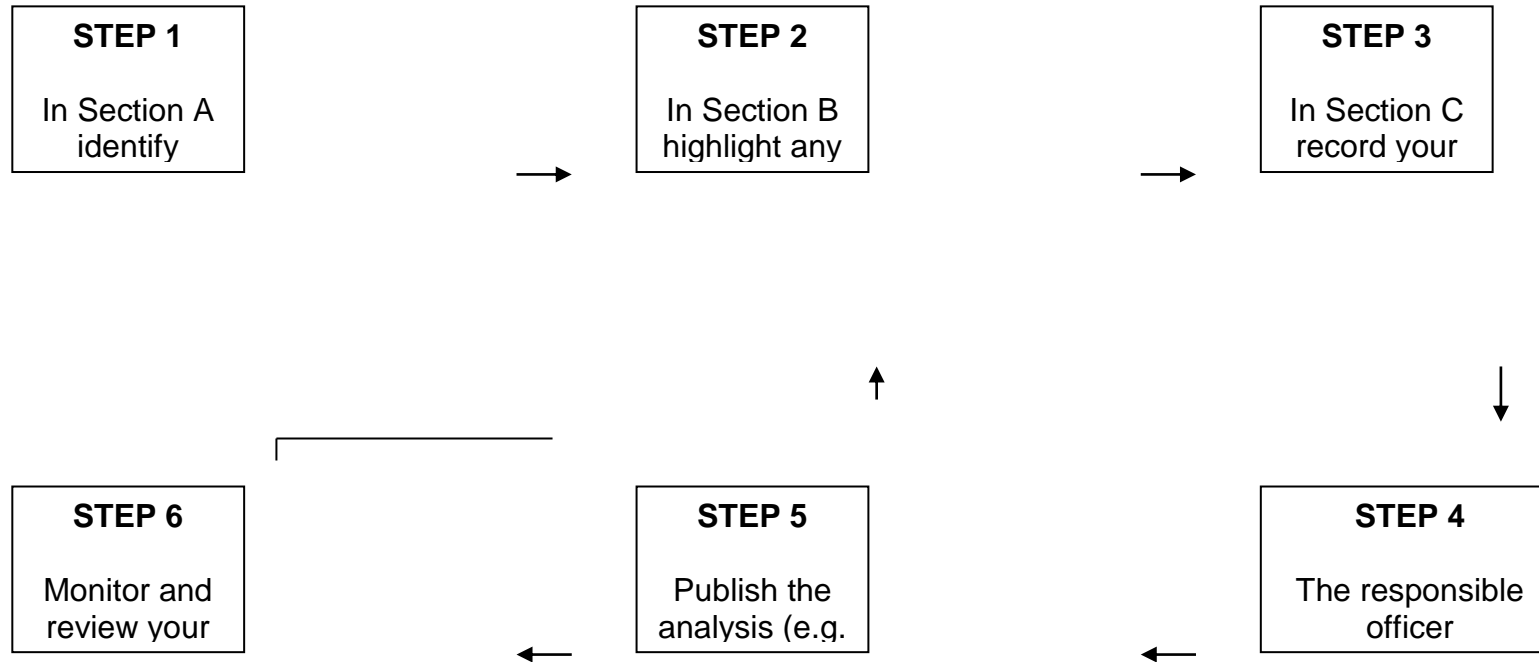 STEP 1
In Section A
identify
STEP 2
In Section B
highlight any
STEP 3
In Section C
record your
STEP 6
Monitor and
review your
STEP 5
Publish the
analysis (e.g.
STEP 4
The responsible
officer